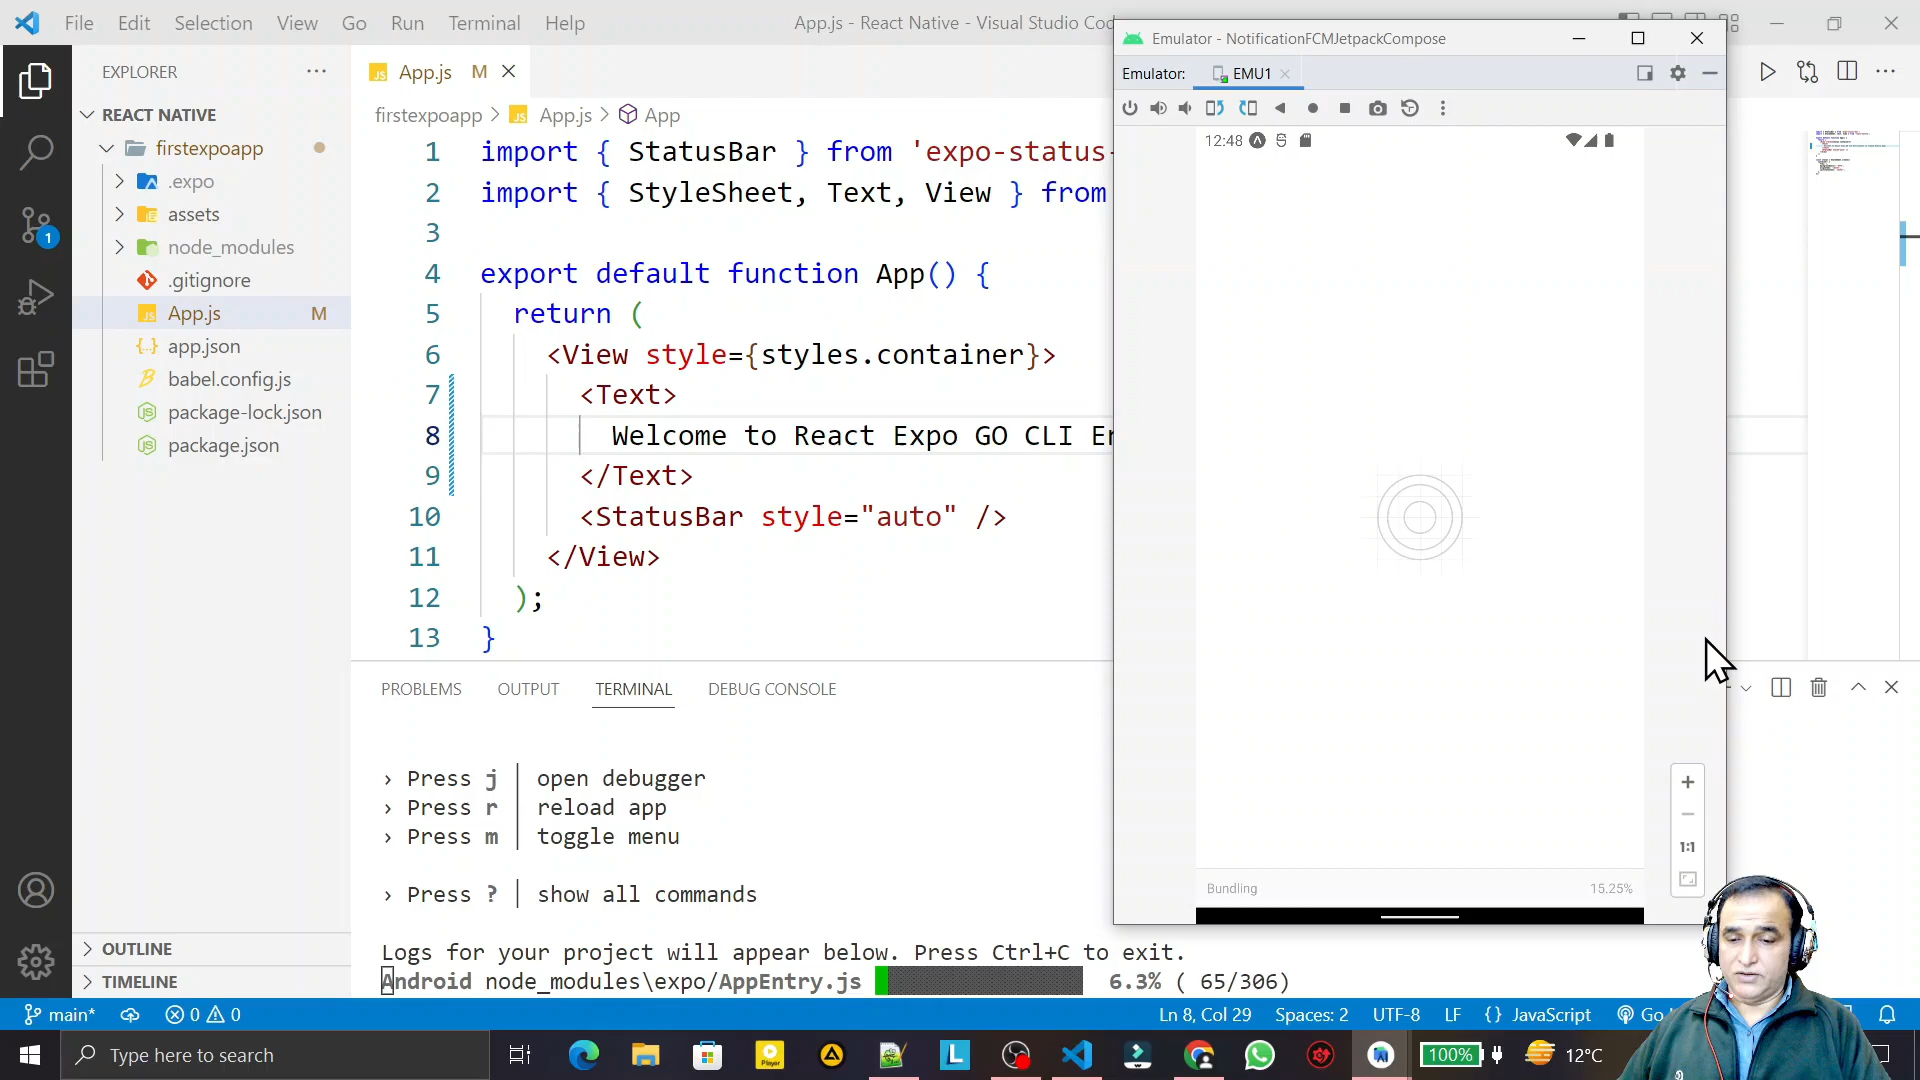 File Edit Selection View Go Run Terminal Help
App.js - React Native - Visual Studio Co
EXPLORER
REACT NATIVE
firstexpoapp
.expo
assets
node_modules
.gitignore
App.js M
app.json
babel.config.js
package-lock.json
package.json
OUTLINE
TIMELINE
1
App.js M
firstexpoapp > App.js > App
1 import { StatusBar } from 'expo-status-
2 import { StyleSheet, Text, View } from
3
4 export default function App() {
5 return (
6 <View style={styles.container}>
7 <Text>
8 Welcome to React Expo GO CLI
9 </Text>
10 <StatusBar style="auto" />
11 </View>
12 );
13 }
PROBLEMS OUTPUT TERMINAL DEBUG CONSOLE
› Press j │ open debugger
› Press r │ reload app
› Press m │ toggle menu
› Press ? │ show all commands
Logs for your project will appear below. Press Ctrl+C to exit.
Android node_modules\expo/AppEntry.js 6.3% ( 65/306)
Emulator - NotificationFCMJetpackCompose
Emulator: EMU1
12:48
Bundling 15.25%
1:1
main* 0 0
Ln 8, Col 29 Spaces: 2 UTF-8 LF {} JavaScript Go
Type here to search
Player
L
100% 12°C